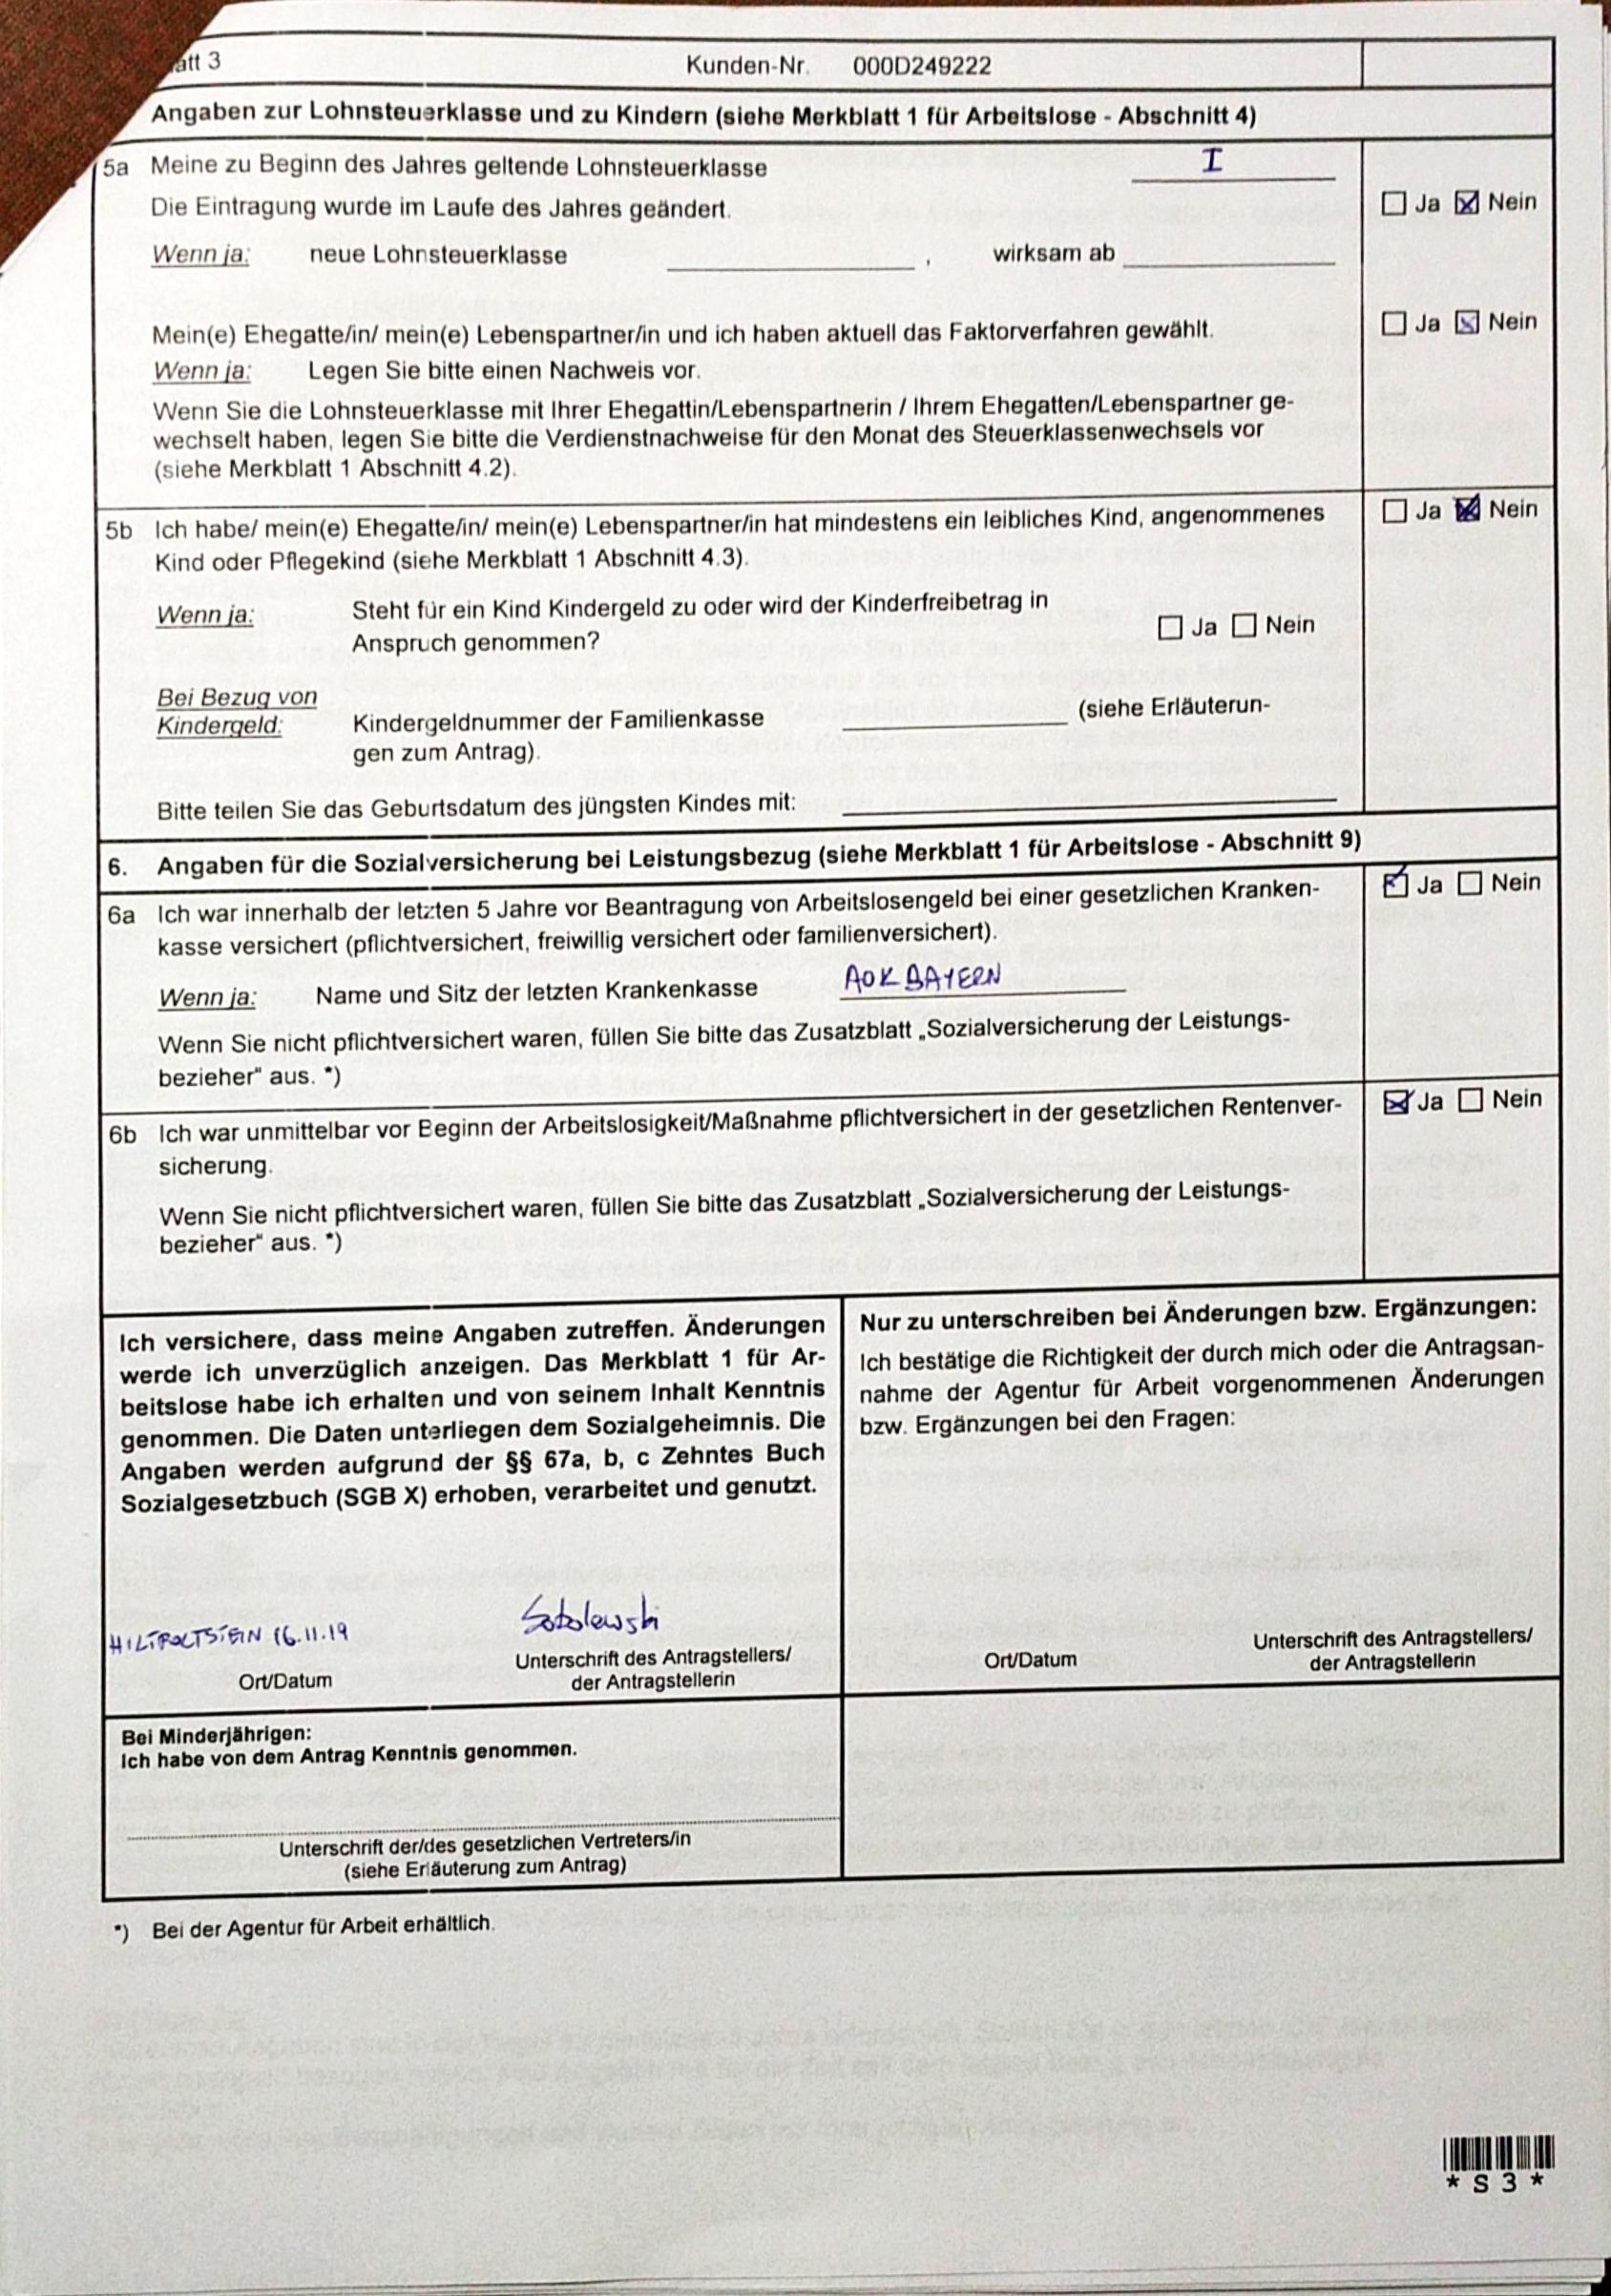 att 3 Kunden-Nr. 000D249222
Angaben zur Lohnsteuerklasse und zu Kindern (siehe Merkblatt 1 für Arbeitslose - Abschnitt 4)
5a Meine zu Beginn des Jahres geltende Lohnsteuerklasse I
Die Eintragung wurde im Laufe des Jahres geändert. ☐ Ja ☒ Nein
Wenn ja: neue Lohnsteuerklasse , wirksam ab
Mein(e) Ehegatte/in/ mein(e) Lebenspartner/in und ich haben aktuell das Faktorverfahren gewählt. ☐ Ja ☒ Nein
Wenn ja: Legen Sie bitte einen Nachweis vor.
Wenn Sie die Lohnsteuerklasse mit Ihrer Ehegattin/Lebenspartnerin / Ihrem Ehegatten/Lebenspartner ge-
wechselt haben, legen Sie bitte die Verdienstnachweise für den Monat des Steuerklassenwechsels vor
(siehe Merkblatt 1 Abschnitt 4.2).
5b Ich habe/ mein(e) Ehegatte/in/ mein(e) Lebenspartner/in hat mindestens ein leibliches Kind, angenommenes ☐ Ja ☒ Nein
Kind oder Pflegekind (siehe Merkblatt 1 Abschnitt 4.3).
Wenn ja: Steht für ein Kind Kindergeld zu oder wird der Kinderfreibetrag in
Anspruch genommen? ☐ Ja ☐ Nein
Bei Bezug von
Kindergeld: Kindergeldnummer der Familienkasse (siehe Erläuterun-
gen zum Antrag).
Bitte teilen Sie das Geburtsdatum des jüngsten Kindes mit:
6. Angaben für die Sozialversicherung bei Leistungsbezug (siehe Merkblatt 1 für Arbeitslose - Abschnitt 9)
6a Ich war innerhalb der letzten 5 Jahre vor Beantragung von Arbeitslosengeld bei einer gesetzlichen Kranken- ☒ Ja ☐ Nein
kasse versichert (pflichtversichert, freiwillig versichert oder familienversichert).
Wenn ja: Name und Sitz der letzten Krankenkasse AOK BAYERN
Wenn Sie nicht pflichtversichert waren, füllen Sie bitte das Zusatzblatt „Sozialversicherung der Leistungs-
bezieher" aus. *)
6b Ich war unmittelbar vor Beginn der Arbeitslosigkeit/Maßnahme pflichtversichert in der gesetzlichen Rentenver- ☒ Ja ☐ Nein
sicherung.
Wenn Sie nicht pflichtversichert waren, füllen Sie bitte das Zusatzblatt „Sozialversicherung der Leistungs-
bezieher" aus. *)
Ich versichere, dass meine Angaben zutreffen. Änderungen
werde ich unverzüglich anzeigen. Das Merkblatt 1 für Ar-
beitslose habe ich erhalten und von seinem Inhalt Kenntnis
genommen. Die Daten unterliegen dem Sozialgeheimnis. Die
Angaben werden aufgrund der §§ 67a, b, c Zehntes Buch
Sozialgesetzbuch (SGB X) erhoben, verarbeitet und genutzt.
HILTPOLTSTEIN 16.11.19 Sobolewski
Ort/Datum Unterschrift des Antragstellers/
der Antragstellerin
Nur zu unterschreiben bei Änderungen bzw. Ergänzungen:
Ich bestätige die Richtigkeit der durch mich oder die Antragsan-
nahme der Agentur für Arbeit vorgenommenen Änderungen
bzw. Ergänzungen bei den Fragen:
Ort/Datum Unterschrift des Antragstellers/
der Antragstellerin
Bei Minderjährigen:
Ich habe von dem Antrag Kenntnis genommen.
Unterschrift der/des gesetzlichen Vertreters/in
(siehe Erläuterung zum Antrag)
*) Bei der Agentur für Arbeit erhältlich.
* S 3 *